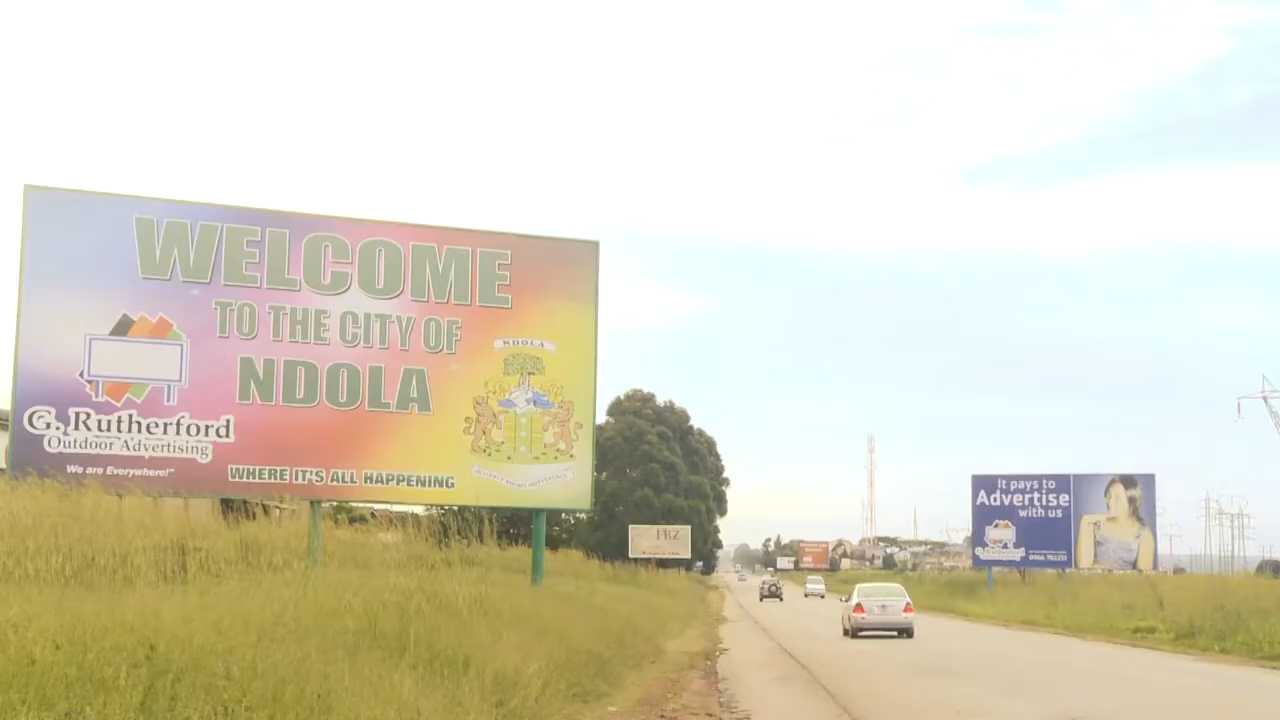 WELCOME
TO THE CITY OF
NDOLA
G. Rutherford
Outdoor Advertising
We are Everywhere!"
WHERE IT'S ALL HAPPENING
NDOLA
It pays to
Advertise
with us
G. Rutherford